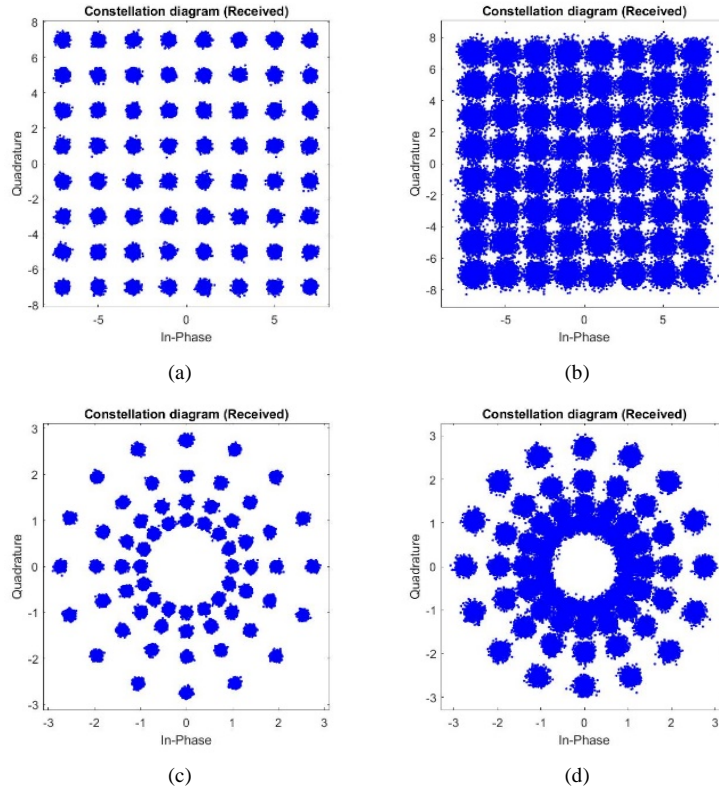 Constellation diagram (Received)
8
6
4
2
0
-2
-4
-6
-8
Quadrature
-5
0
5
In-Phase
(a)
Constellation diagram (Received)
8
6
4
2
0
-2
-4
-6
-8
Quadrature
-5
0
5
In-Phase
(b)
Constellation diagram (Received)
3
2
1
0
-1
-2
-3
Quadrature
-3 -2 -1 0 1 2 3
In-Phase
(c)
Constellation diagram (Received)
3
2
1
0
-1
-2
-3
Quadrature
-3 -2 -1 0 1 2 3
In-Phase
(d)